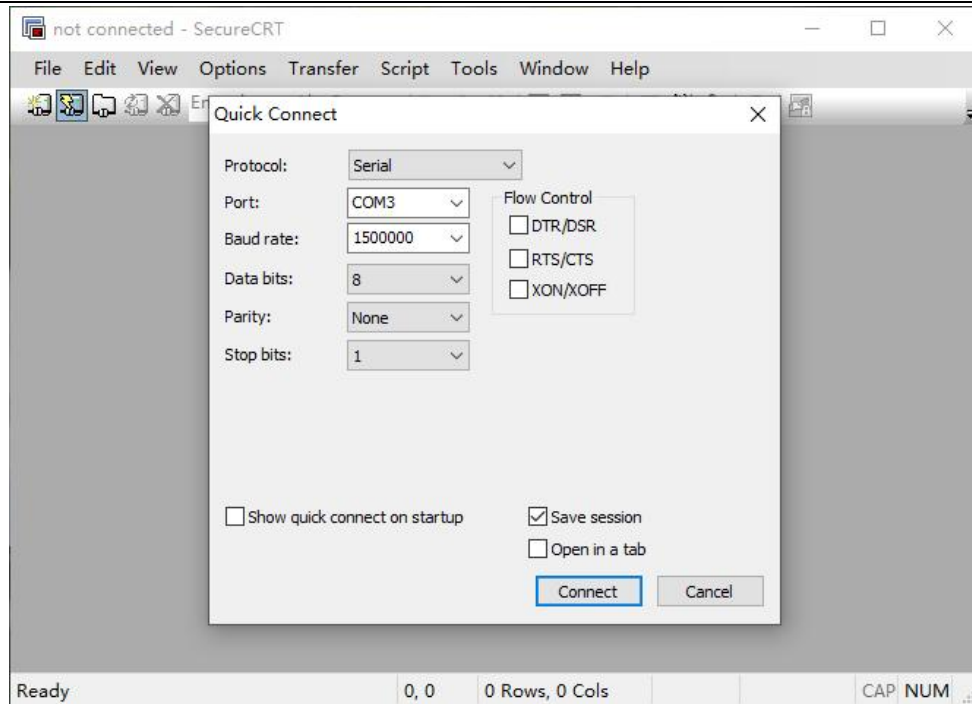 not connected - SecureCRT
File Edit View Options Transfer Script Tools Window Help
Quick Connect
Protocol: Serial
Port: COM3
Flow Control
DTR/DSR
Baud rate: 1500000
RTS/CTS
Data bits: 8
XON/XOFF
Parity: None
Stop bits: 1
Show quick connect on startup
Save session
Open in a tab
Connect Cancel
Ready 0, 0 0 Rows, 0 Cols CAP NUM